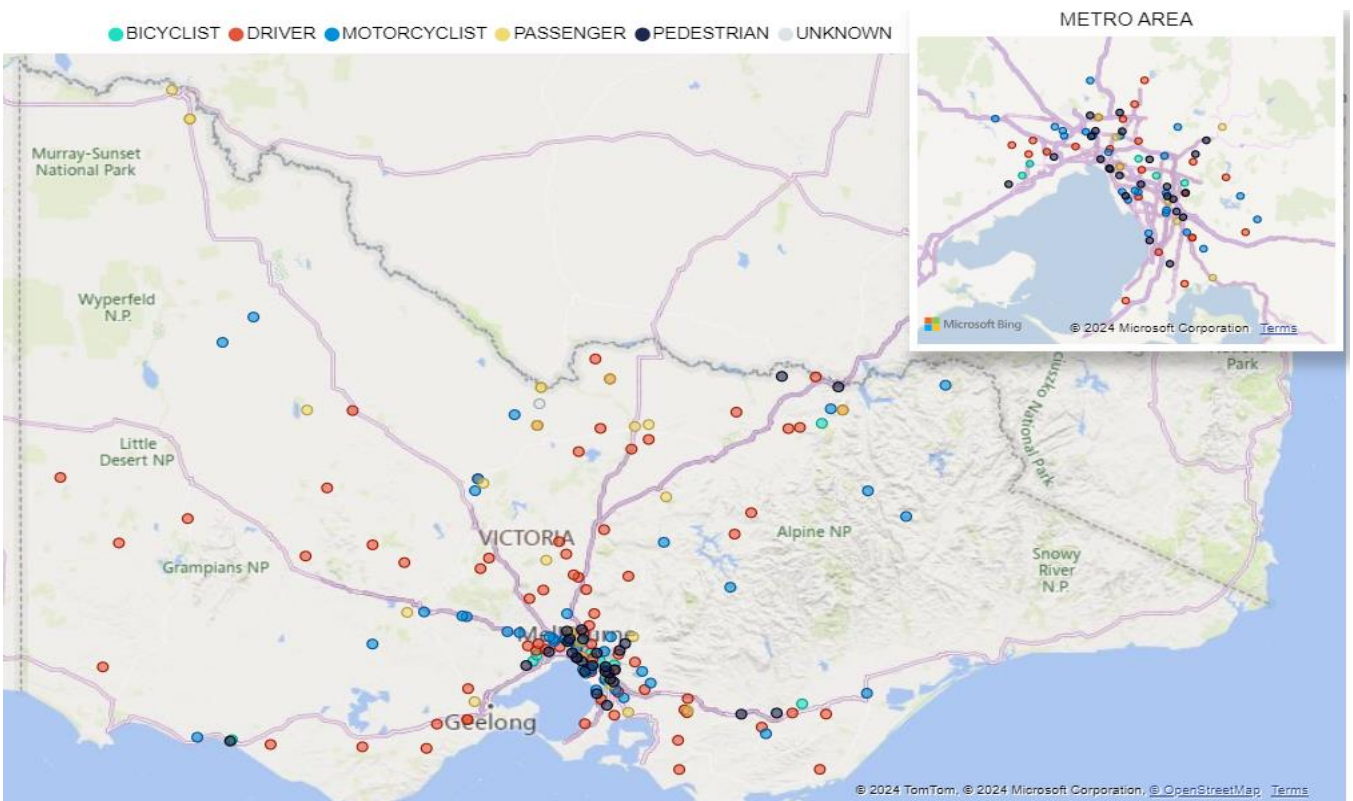 BICYCLIST DRIVER MOTORCYCLIST PASSENGER PEDESTRIAN UNKNOWN
METRO AREA
Microsoft Bing
© 2024 Microsoft Corporation Terms
Murray-Sunset
National Park
Wyperfeld
N.P.
Little
Desert NP
Grampians NP
VICTORIA
Melbourne
Geelong
Alpine NP
Snowy
River
N.P.
National Park
Park
© 2024 TomTom, © 2024 Microsoft Corporation, © OpenStreetMap Terms